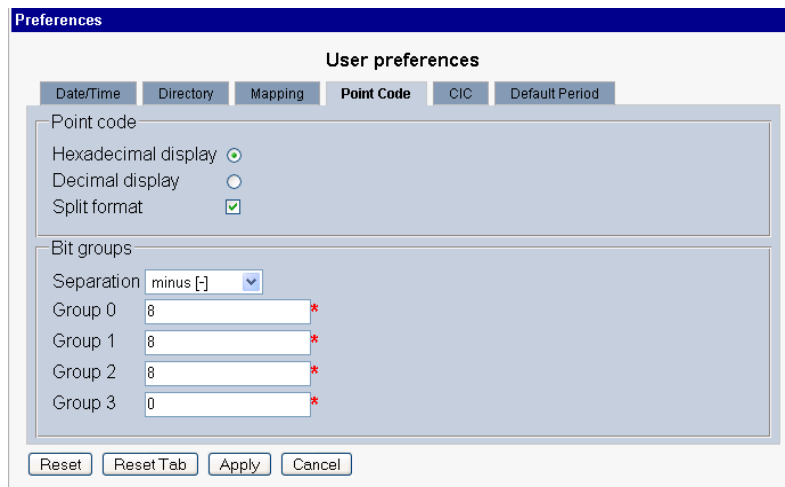 Preferences
User preferences
Date/Time Directory Mapping Point Code CIC Default Period
Point code
Hexadecimal display
Decimal display
Split format
Bit groups
Separation minus [-]
Group 0 8 *
Group 1 8 *
Group 2 8 *
Group 3 0 *
Reset Reset Tab Apply Cancel